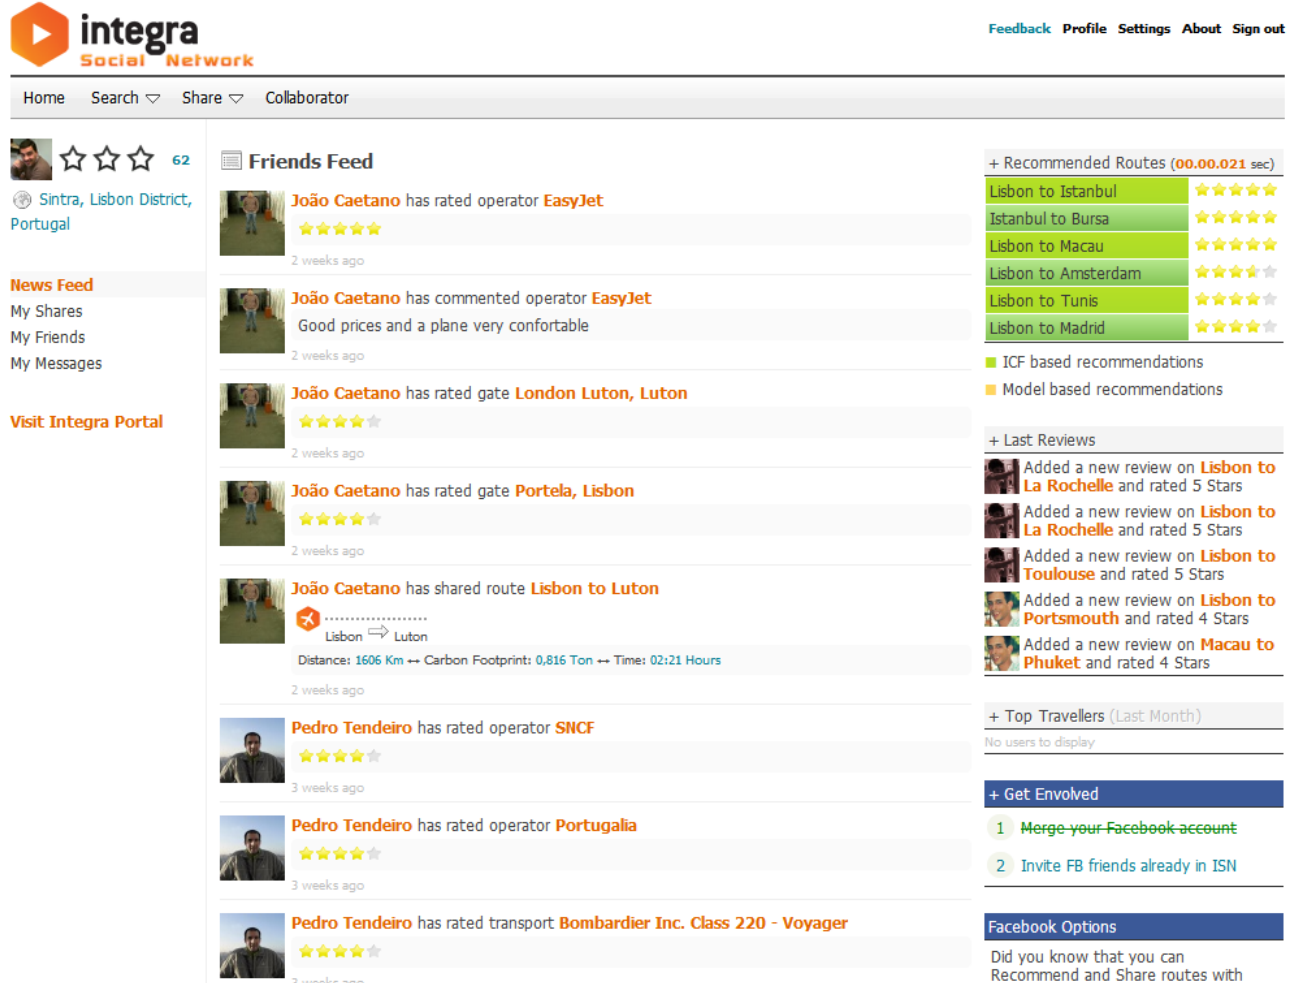 integra
Social Network
Feedback Profile Settings About Sign out
Home Search Share Collaborator
62
Sintra, Lisbon District,
Portugal
News Feed
My Shares
My Friends
My Messages
Visit Integra Portal
Friends Feed
João Caetano has rated operator EasyJet
2 weeks ago
João Caetano has commented operator EasyJet
Good prices and a plane very confortable
2 weeks ago
João Caetano has rated gate London Luton, Luton
2 weeks ago
João Caetano has rated gate Portela, Lisbon
2 weeks ago
João Caetano has shared route Lisbon to Luton
Lisbon Luton
Distance: 1606 Km ↔ Carbon Footprint: 0,816 Ton ↔ Time: 02:21 Hours
2 weeks ago
Pedro Tendeiro has rated operator SNCF
3 weeks ago
Pedro Tendeiro has rated operator Portugalia
3 weeks ago
Pedro Tendeiro has rated transport Bombardier Inc. Class 220 - Voyager
3 weeks ago
+ Recommended Routes (00.00.021 sec)
Lisbon to Istanbul
Istanbul to Bursa
Lisbon to Macau
Lisbon to Amsterdam
Lisbon to Tunis
Lisbon to Madrid
ICF based recommendations
Model based recommendations
+ Last Reviews
Added a new review on Lisbon to
La Rochelle and rated 5 Stars
Added a new review on Lisbon to
La Rochelle and rated 5 Stars
Added a new review on Lisbon to
Toulouse and rated 5 Stars
Added a new review on Lisbon to
Portsmouth and rated 4 Stars
Added a new review on Macau to
Phuket and rated 4 Stars
+ Top Travellers (Last Month)
No users to display
+ Get Envolved
1 Merge your Facebook account
2 Invite FB friends already in ISN
Facebook Options
Did you know that you can
Recommend and Share routes with